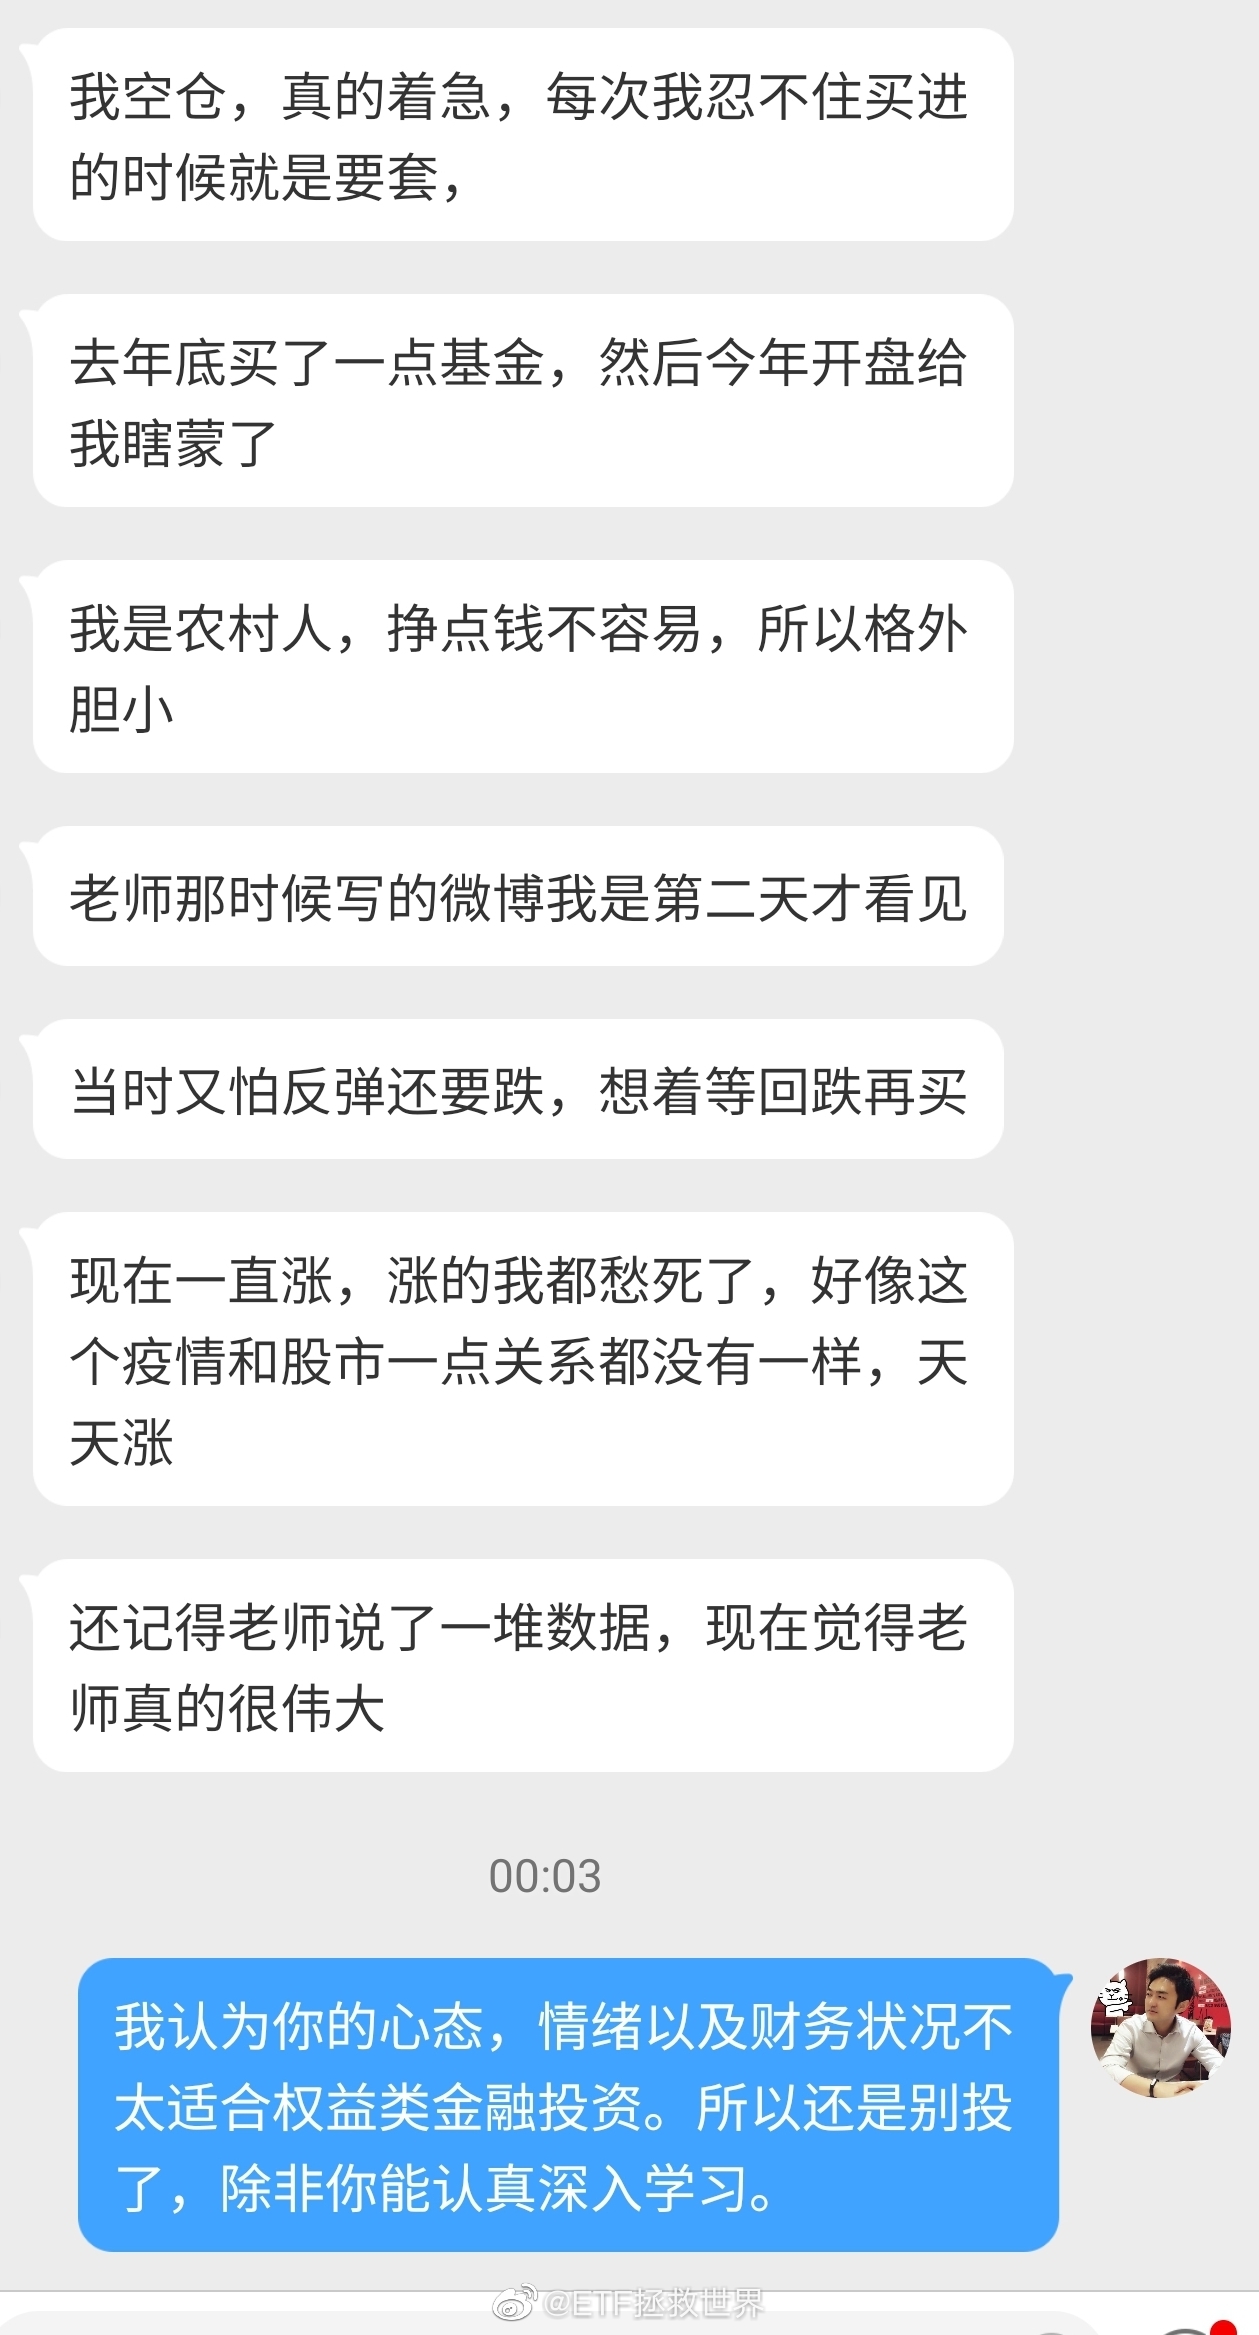 我空仓，真的着急，每次我忍不住买进
的时候就是要套，
去年底买了一点基金，然后今年开盘给
我瞎蒙了
我是农村人，挣点钱不容易，所以格外
胆小
老师那时候写的微博我是第二天才看见
当时又怕反弹还要跌，想着等回跌再买
现在一直涨，涨的我都愁死了，好像这
个疫情和股市一点关系都没有一样，天
天涨
还记得老师说了一堆数据，现在觉得老
师真的很伟大
00:03
我认为你的心态，情绪以及财务状况不
太适合权益类金融投资。所以还是别投
了，除非你能认真深入学习。
@ETF拯救世界